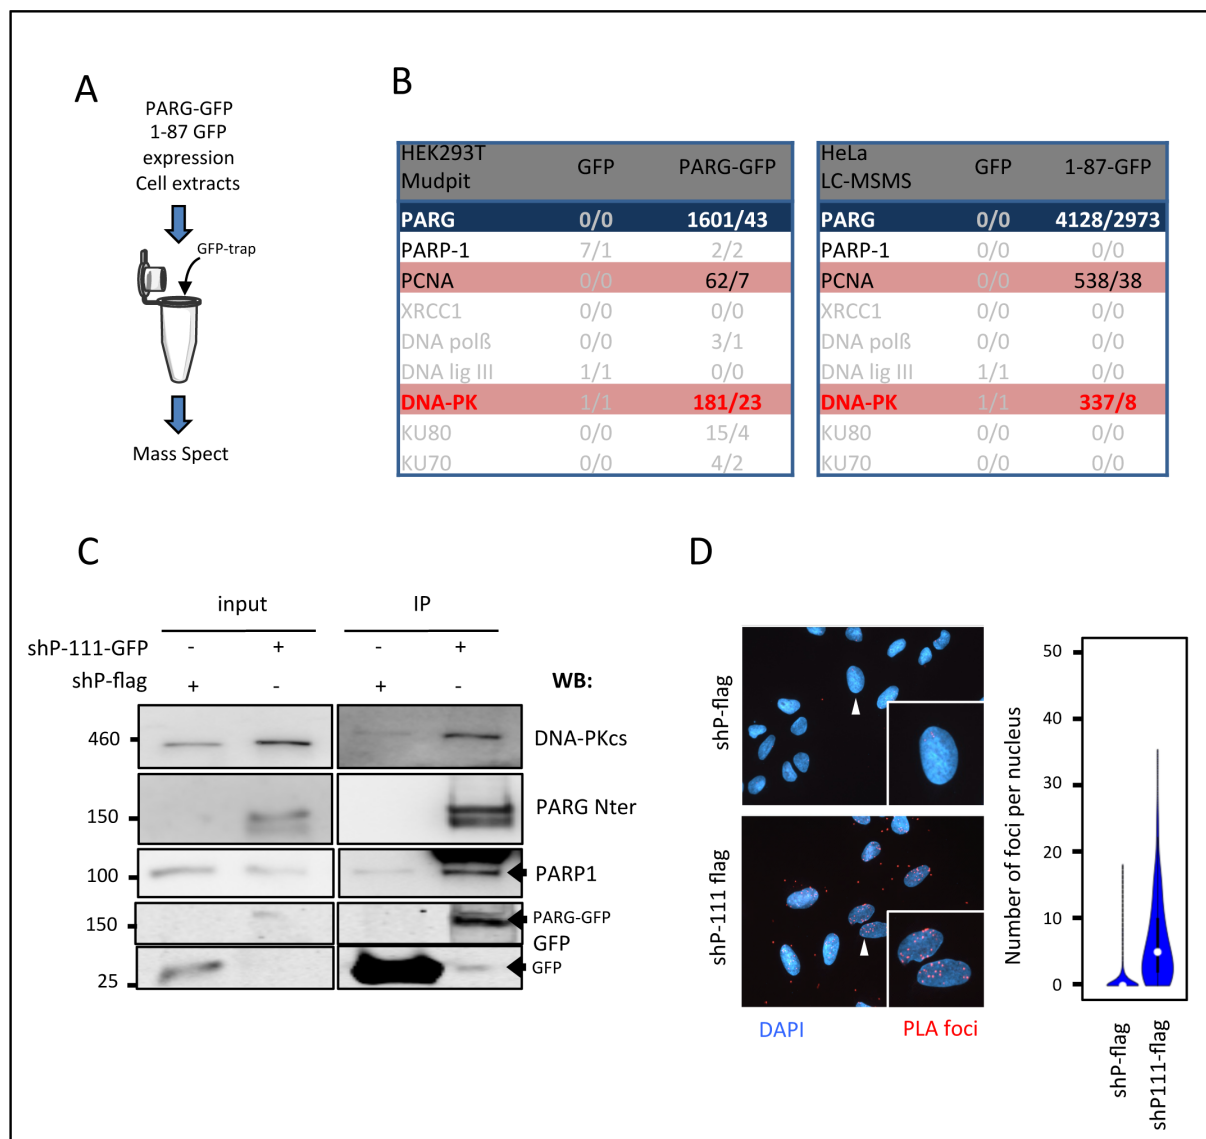 A
PARG-GFP
1-87 GFP
expression
Cell extracts
GFP-trap
Mass Spect
B
HEK293T
Mudpit GFP PARG-GFP
PARG 0/0 1601/43
PARP-1 7/1 2/2
PCNA 0/0 62/7
XRCC1 0/0 0/0
DNA polß 0/0 3/1
DNA lig III 1/1 0/0
DNA-PK 1/1 181/23
KU80 0/0 15/4
KU70 0/0 4/2
HeLa
LC-MSMS GFP 1-87-GFP
PARG 0/0 4128/2973
PARP-1 0/0 0/0
PCNA 0/0 538/38
XRCC1 0/0 0/0
DNA polß 0/0 0/0
DNA lig III 1/1 0/0
DNA-PK 1/1 337/8
KU80 0/0 0/0
KU70 0/0 0/0
C
input IP
shP-111-GFP - + - +
shP-flag + - + - WB:
460 DNA-PKcs
150 PARG Nter
100 PARP1
150 PARG-GFP
GFP
25 GFP
D
shP-flag
shP-111 flag
DAPI PLA foci
Number of foci per nucleus
50
40
30
20
10
0
shP-flag
shP111-flag